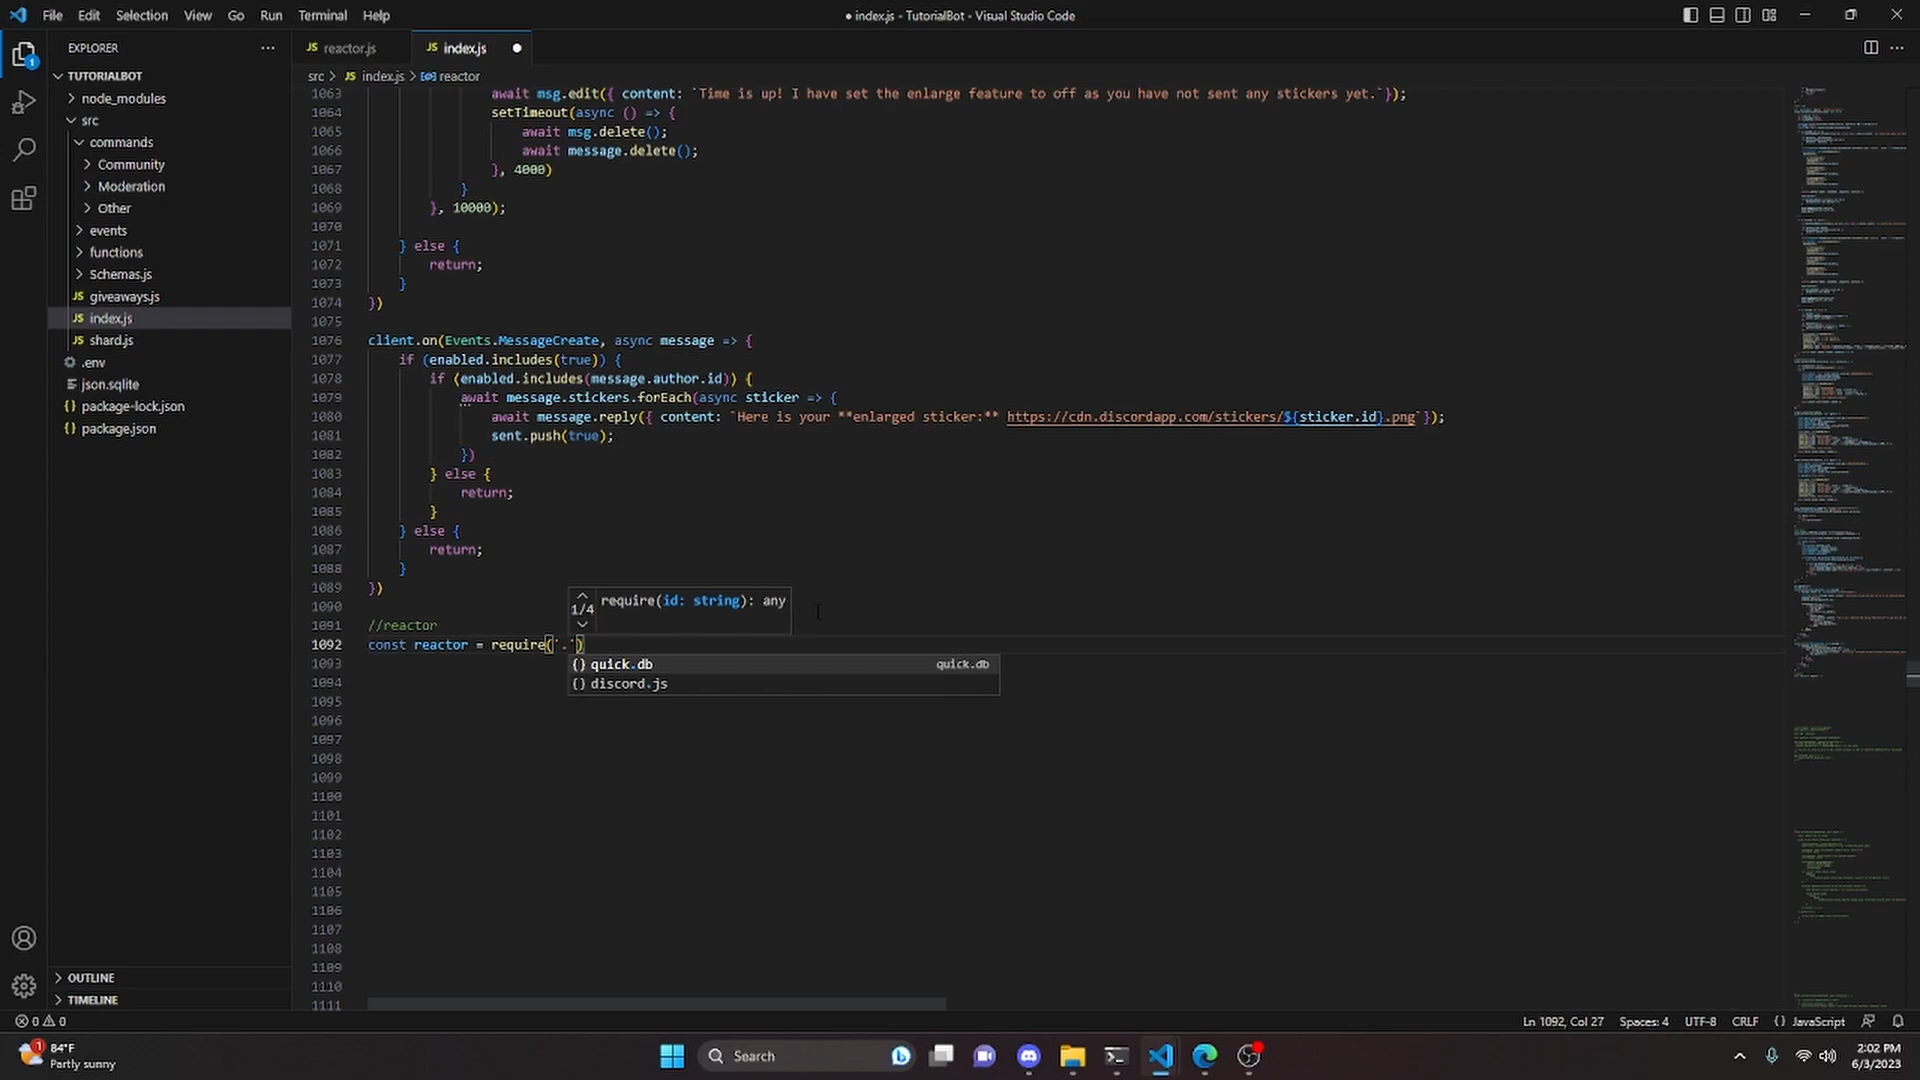 File Edit Selection View Go Run Terminal Help
● index.js - TutorialBot - Visual Studio Code
EXPLORER
TUTORIALBOT
node_modules
src
commands
Community
Moderation
Other
events
functions
Schemas.js
JS giveaways.js
JS index.js
JS shard.js
.env
json.sqlite
{} package-lock.json
{} package.json
OUTLINE
TIMELINE
1
JS reactor.js
JS index.js
src > JS index.js > reactor
1063 await msg.edit({ content: `Time is up! I have set the enlarge feature to off as you have not sent any stickers yet.`});
1064 setTimeout(async () => {
1065 await msg.delete();
1066 await message.delete();
1067 }, 4000)
1068 }
1069 }, 10000);
1070
1071 } else {
1072 return;
1073 }
1074 })
1075
1076 client.on(Events.MessageCreate, async message => {
1077 if (enabled.includes(true)) {
1078 if (enabled.includes(message.author.id)) {
1079 await message.stickers.forEach(async sticker => {
1080 await message.reply({ content: `Here is your **enlarged sticker:** https://cdn.discordapp.com/stickers/${sticker.id}.png`});
1081 sent.push(true);
1082 })
1083 } else {
1084 return;
1085 }
1086 } else {
1087 return;
1088 }
1089 })
1090
1/4 require(id: string): any
1091 //reactor
1092 const reactor = require(`.`)
{} quick.db quick.db
{} discord.js
1093
1094
1095
1096
1097
1098
1099
1100
1101
1102
1103
1104
1105
1106
1107
1108
1109
1110
1111
0 0
Ln 1092, Col 27 Spaces: 4 UTF-8 CRLF {} JavaScript
1
84°F
Partly sunny
Search
2:02 PM
6/3/2023